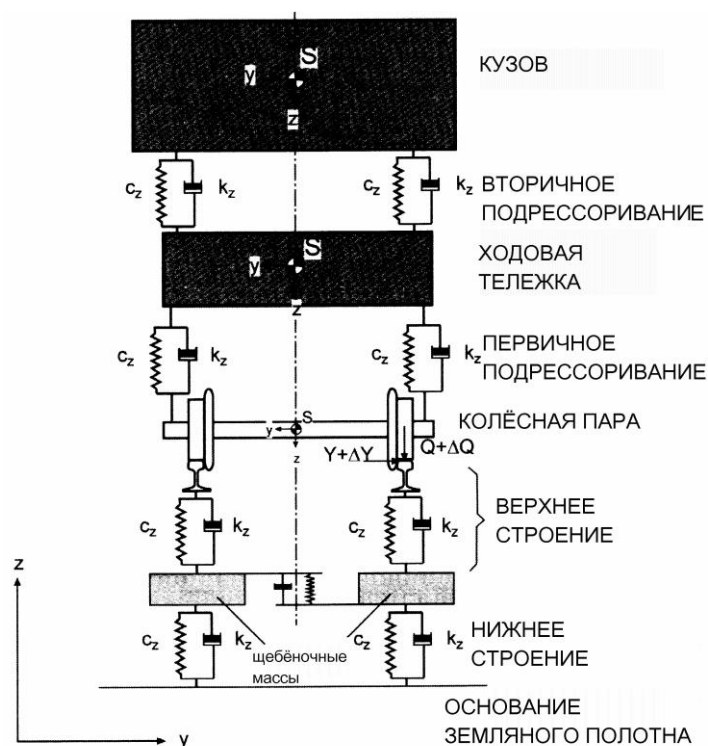 S
y
z
КУЗОВ
c_z k_z
c_z k_z
ВТОРИЧНОЕ
ПОДРЕССОРИВАНИЕ
S
y
z
ХОДОВАЯ
ТЕЛЕЖКА
c_z k_z
c_z k_z
ПЕРВИЧНОЕ
ПОДРЕССОРИВАНИЕ
S
y
z
КОЛЁСНАЯ ПАРА
Y+ΔY
Q+ΔQ
c_z k_z
c_z k_z
ВЕРХНЕЕ
СТРОЕНИЕ
z
c_z k_z
c_z k_z
щебёночные
массы
НИЖНЕЕ
СТРОЕНИЕ
y
ОСНОВАНИЕ
ЗЕМЛЯНОГО ПОЛОТНА